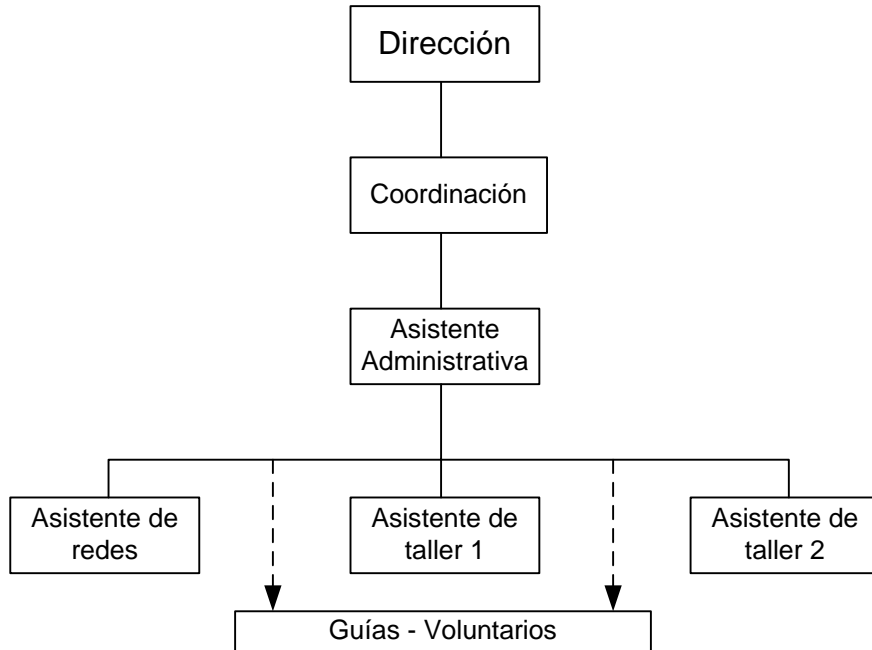 Dirección
Coordinación
Asistente
Administrativa
Asistente de
redes
Asistente de
taller 1
Asistente de
taller 2
Guías - Voluntarios